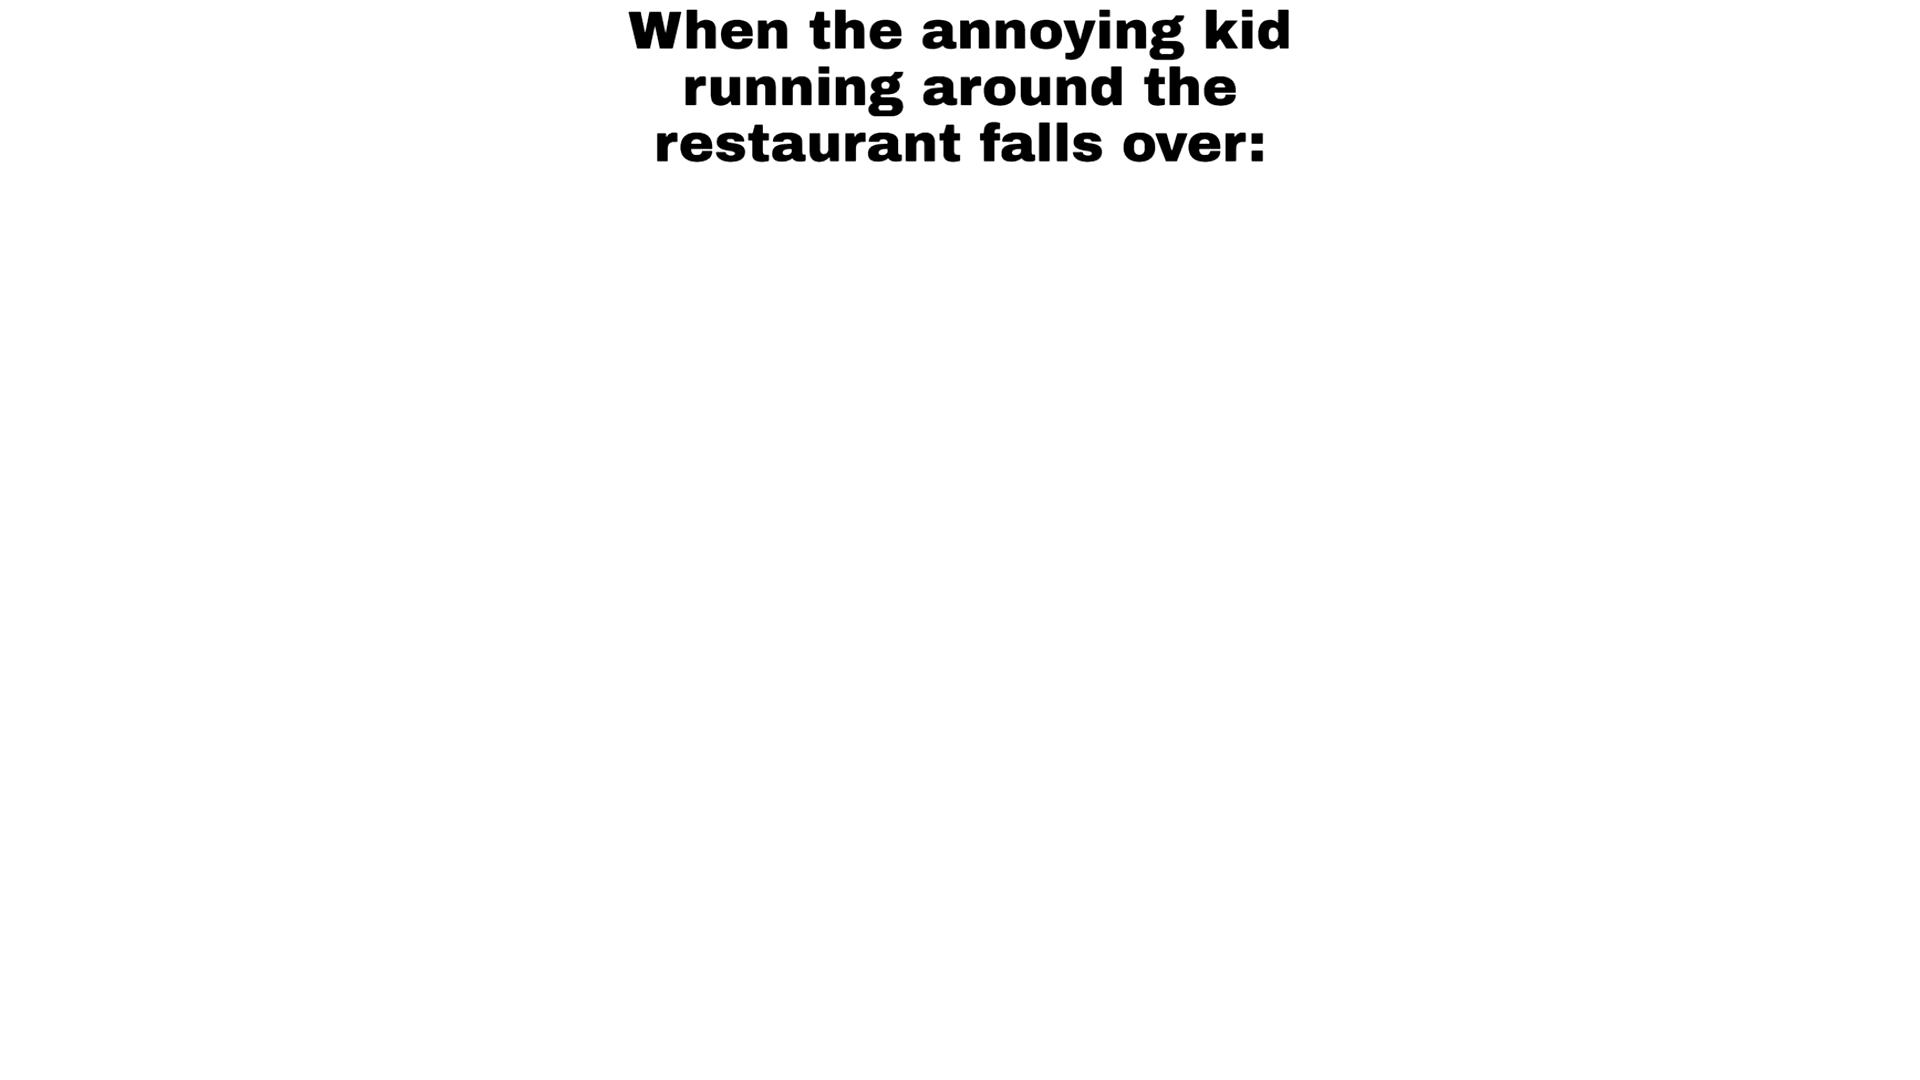 When the annoying kid
running around the
restaurant falls over: